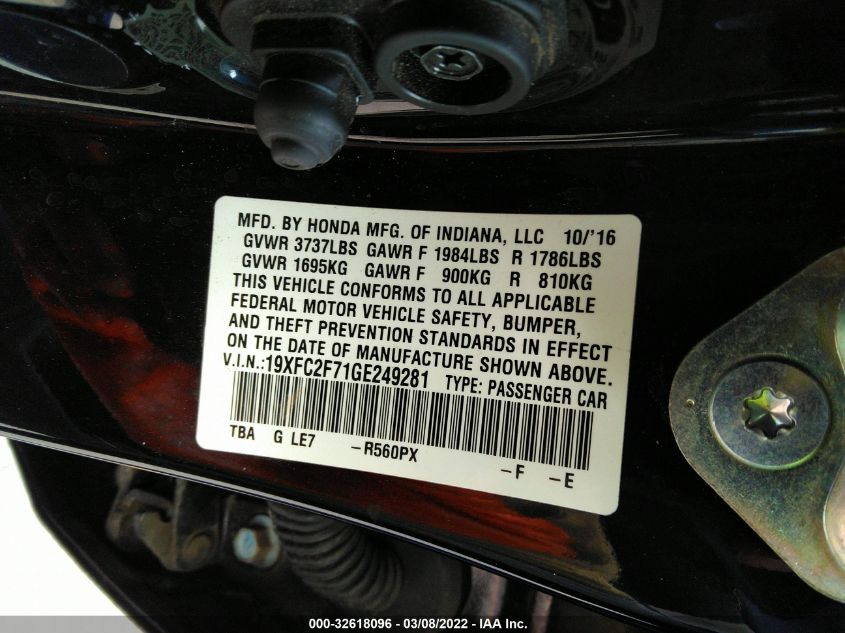 MFD. BY HONDA MFG. OF INDIANA, LLC 10/'16
GVWR 3737LBS GAWR F 1984LBS R 1786LBS
GVWR 1695KG GAWR F 900KG R 810KG
THIS VEHICLE CONFORMS TO ALL APPLICABLE
FEDERAL MOTOR VEHICLE SAFETY, BUMPER,
AND THEFT PREVENTION STANDARDS IN EFFECT
ON THE DATE OF MANUFACTURE SHOWN ABOVE.
V.I.N.:19XFC2F71GE249281 TYPE: PASSENGER CAR
TBA G LE7 –R560PX –F –E
000-32618096 - 03/08/2022 - IAA Inc.